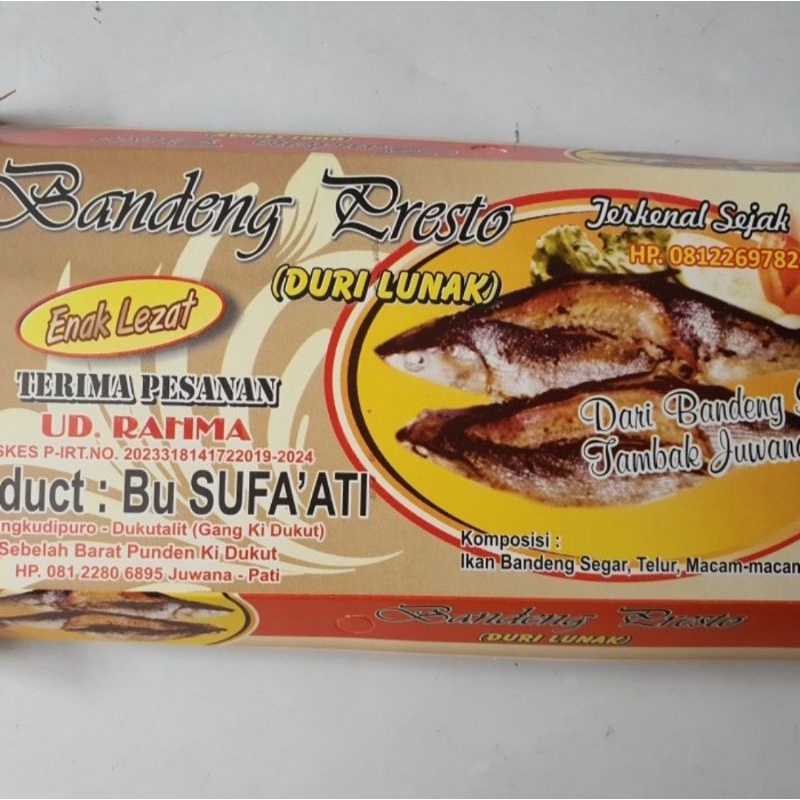 Bandeng Presto
(DURI LUNAK)
Terkenal Sejak
HP. 0812269782
Enak Lezat
TERIMA PESANAN
UD. RAHMA
SKES P-IRT.NO. 2023318141722019-2024
duct : Bu SUFA'ATI
ngkudipuro - Dukutalit (Gang Ki Dukut)
Sebelah Barat Punden Ki Dukut
HP. 081 2280 6895 Juwana - Pati
Dari Bandeng
Tambak Juwana
Komposisi :
Ikan Bandeng Segar, Telur, Macam-macam
Bandeng Presto
(DURI LUNAK)